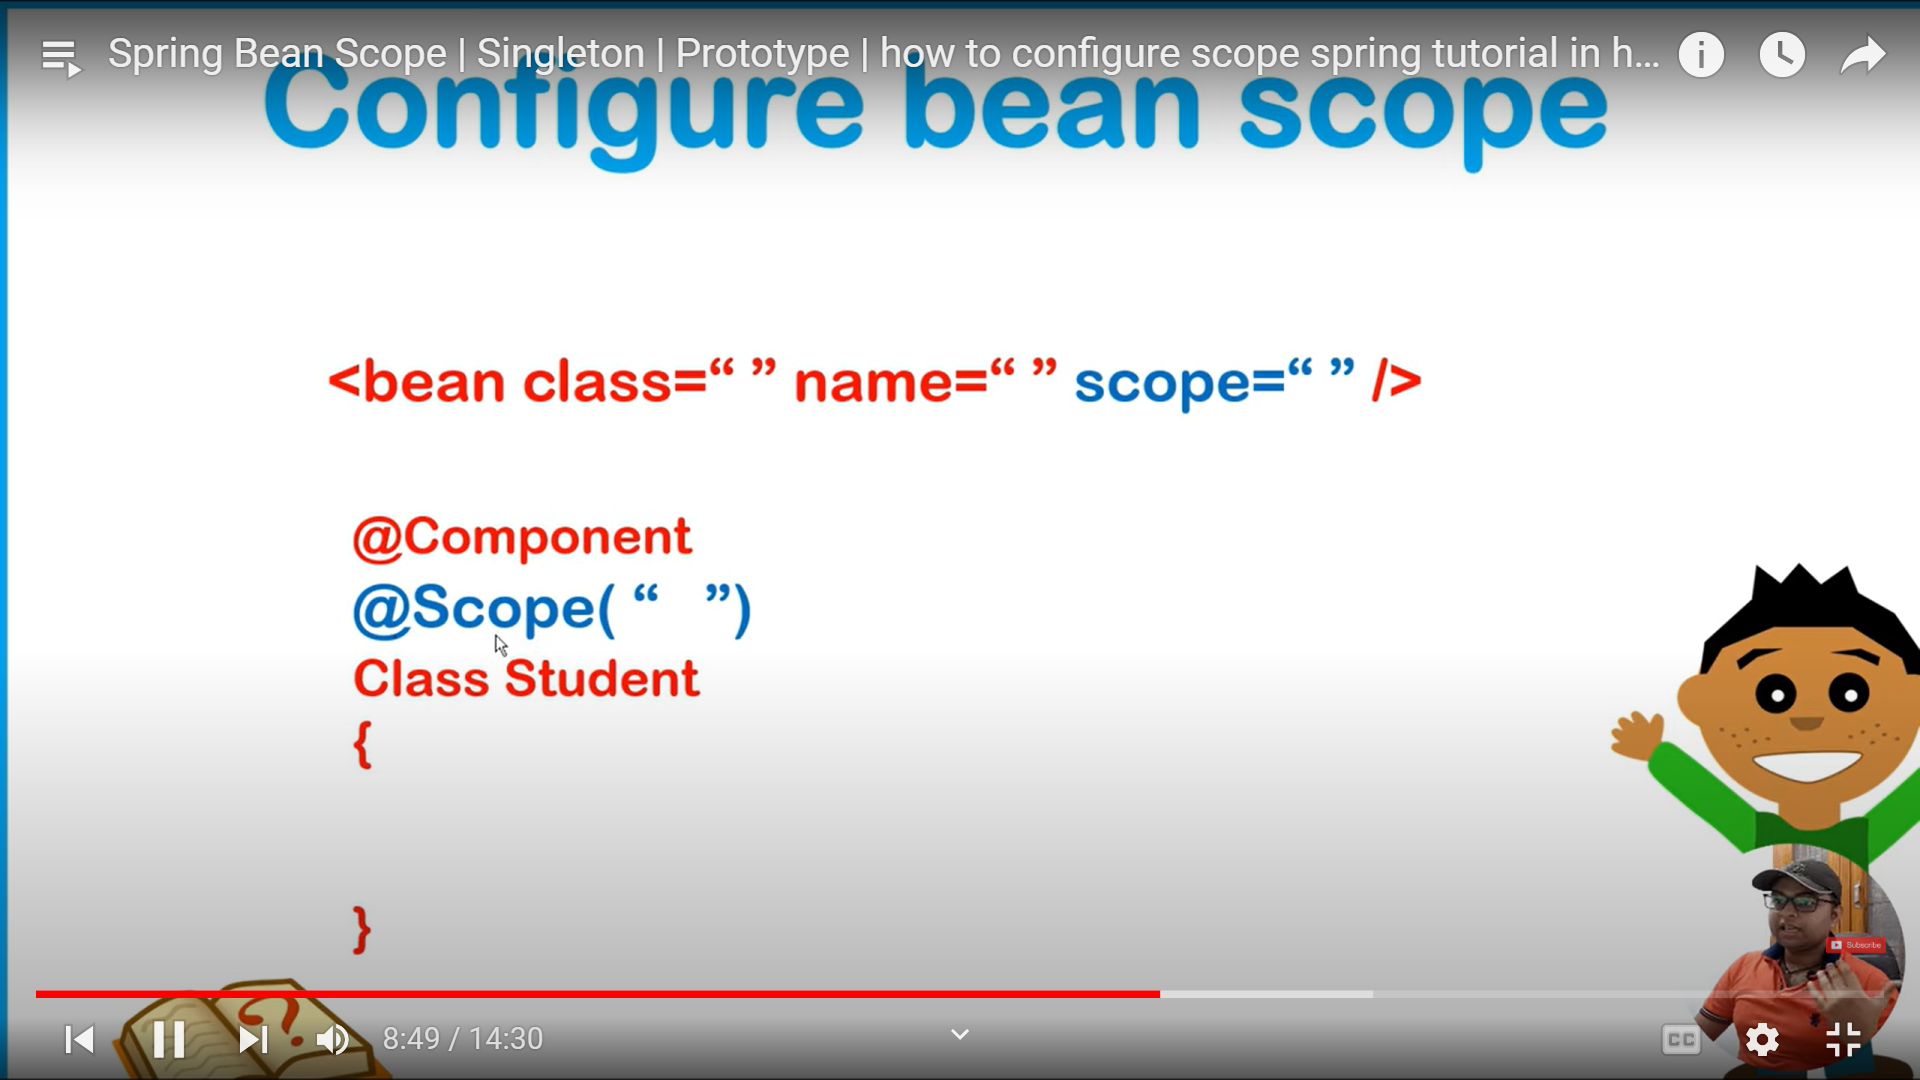 Spring Bean Scope | Singleton | Prototype | how to configure scope spring tutorial in h...
Configure bean scope
<bean class=“ ” name=“ ” scope=“ ” />
@Component
@Scope( “ ”)
Class Student
{
}
Subscribe
8:49 / 14:30
CC